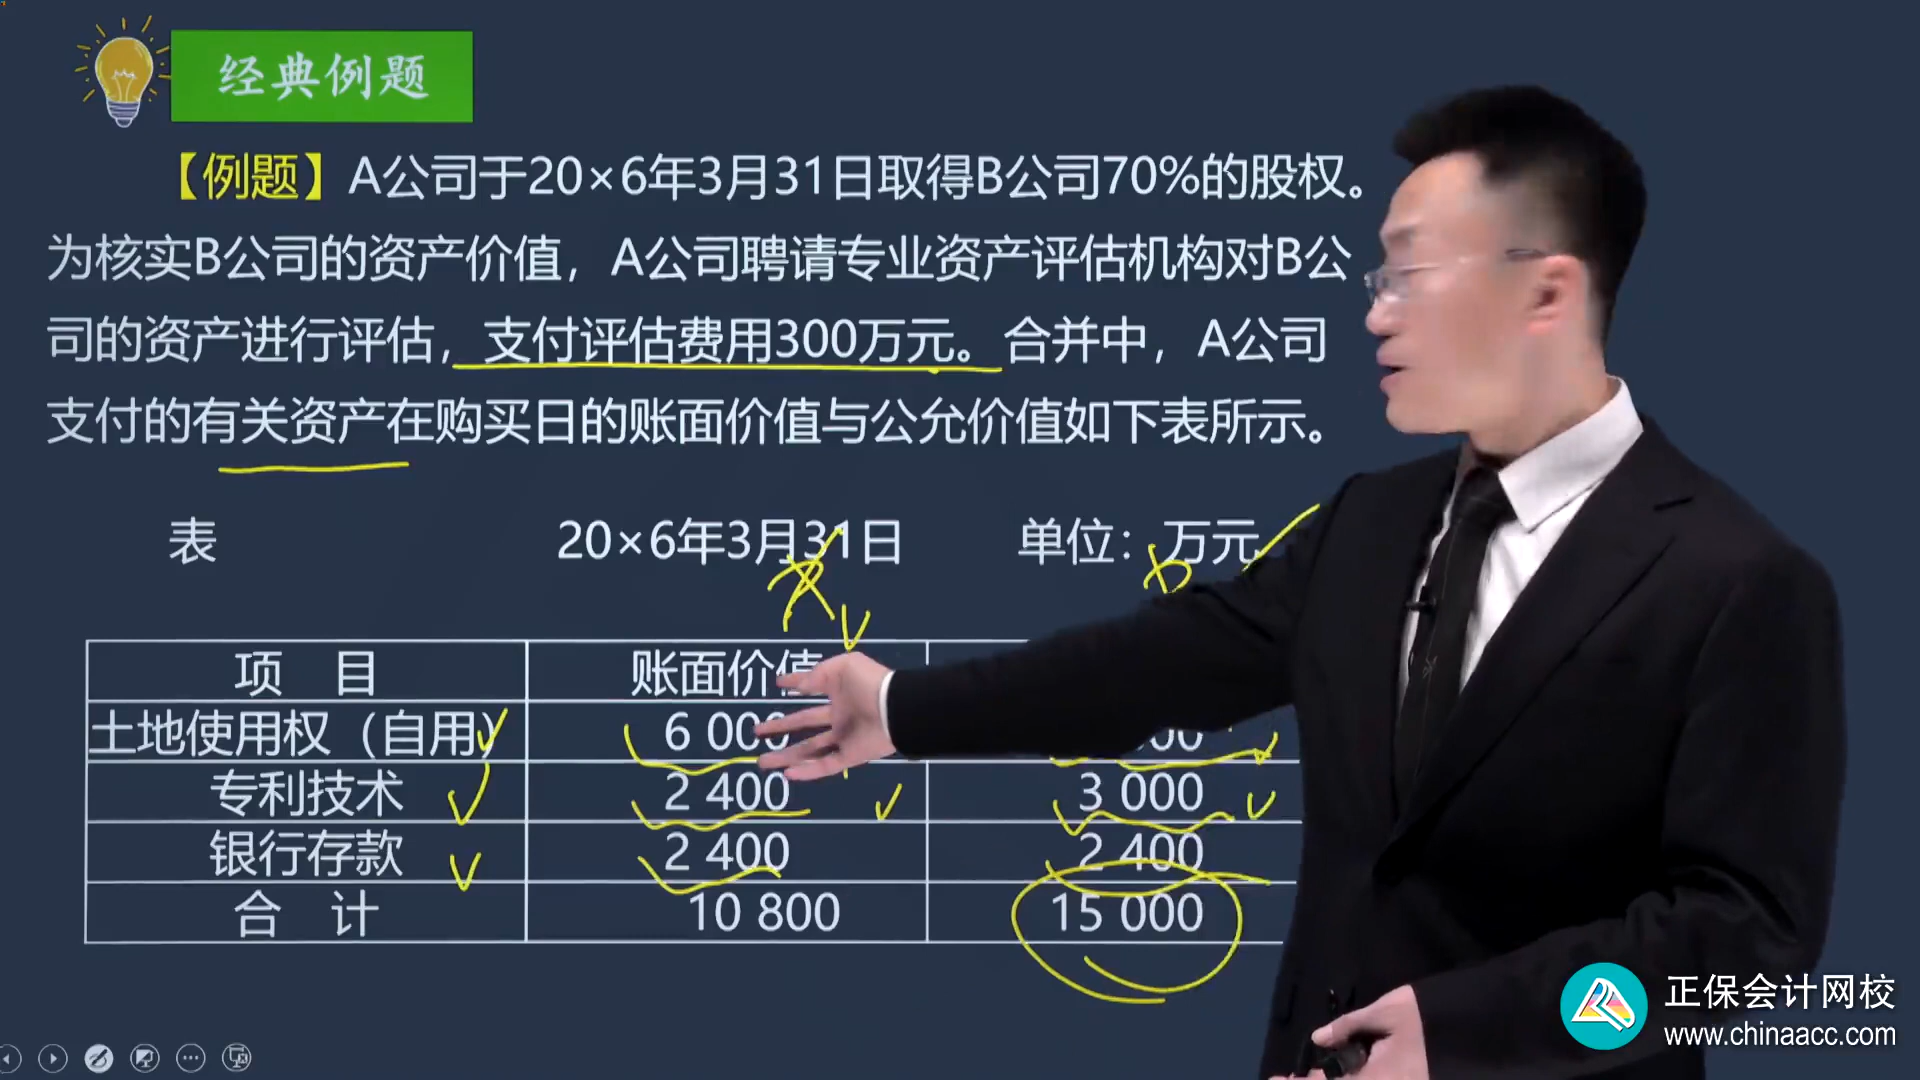 经典例题
【例题】A公司于20×6年3月31日取得B公司70%的股权。
为核实B公司的资产价值，A公司聘请专业资产评估机构对B公
司的资产进行评估，支付评估费用300万元。合并中，A公司
支付的有关资产在购买日的账面价值与公允价值如下表所示。
表 20×6年3月31日 单位：万元
项 目 账面价值
土地使用权（自用） 6 000
专利技术 2 400 3 000
银行存款 2 400 2 400
合 计 10 800 15 000
正保会计网校
www.chinaacc.com